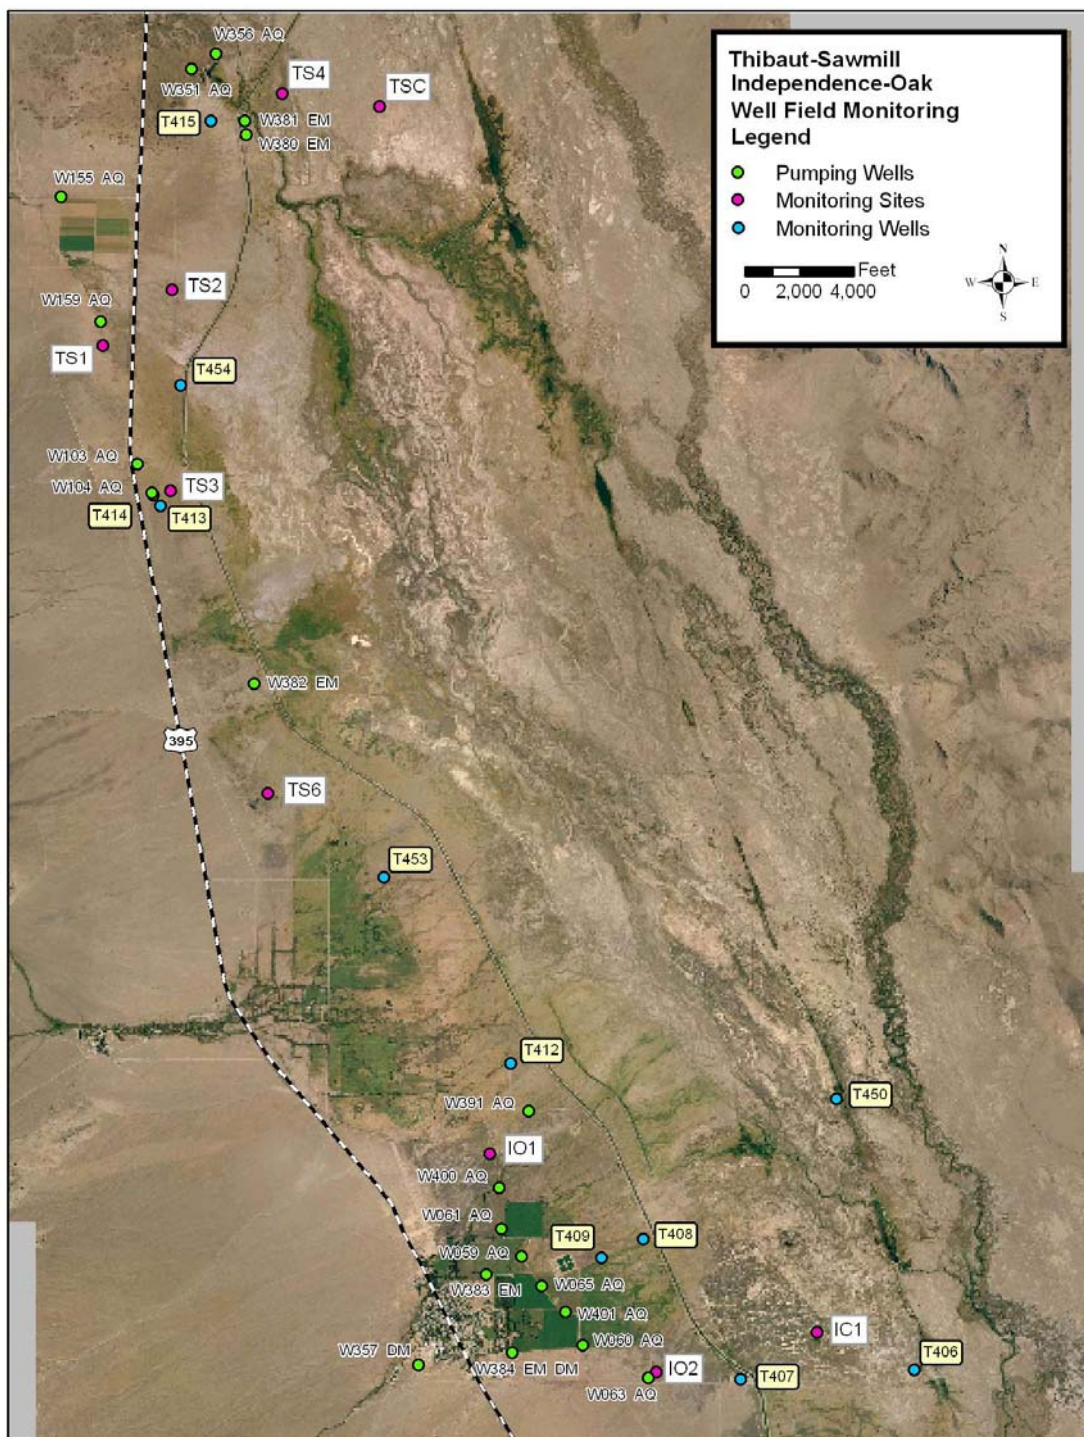 W356 AQ
W351 AQ
TS4
TSC
T415
W381 EM
W380 EM
W155 AQ
TS2
W159 AQ
TS1
T454
W103 AQ
W104 AQ
TS3
T414
T413
W382 EM
395
TS6
T453
T412
W391 AQ
T450
IO1
W400 AQ
W061 AQ
T409
T408
W059 AQ
W383 EM
W065 AQ
W401 AQ
W060 AQ
IC1
W357 DM
W384 EM DM
IO2
W063 AQ
T407
T406
Thibaut-Sawmill
Independence-Oak
Well Field Monitoring
Legend
Pumping Wells
Monitoring Sites
Monitoring Wells
Feet
0 2,000 4,000
N
W E
S